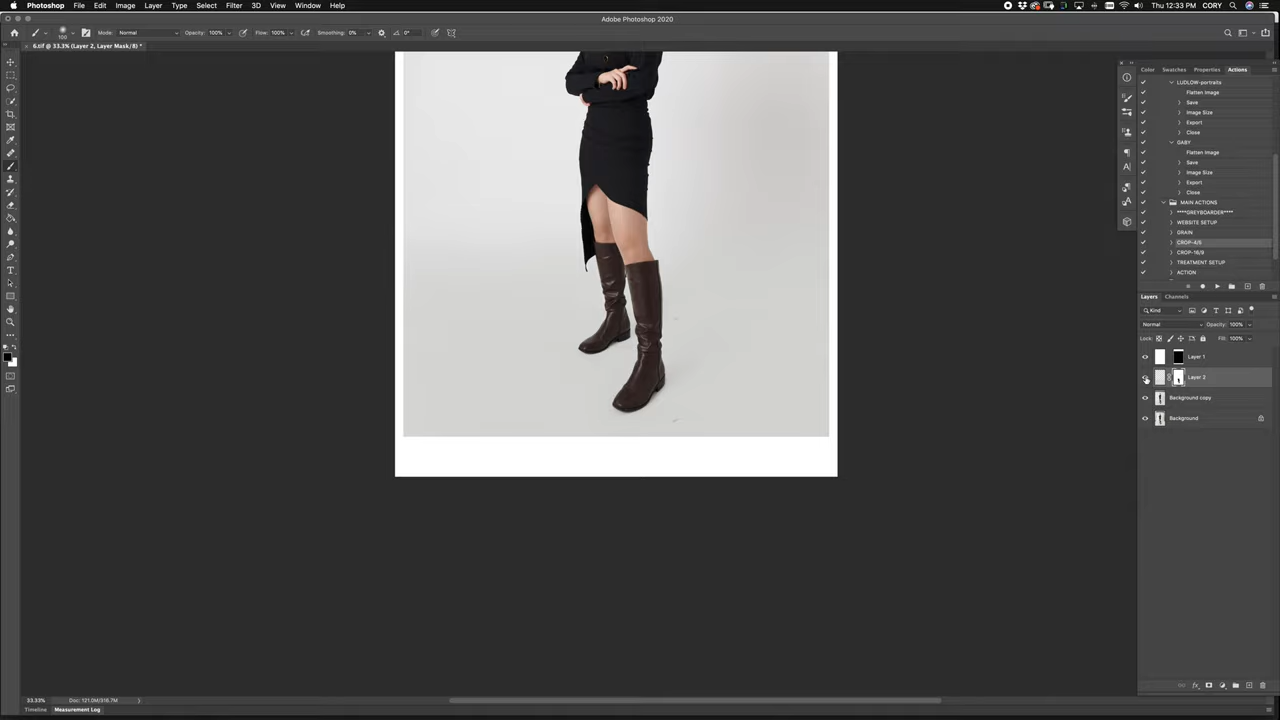 Photoshop File Edit Image Layer Type Select Filter 3D View Window Help
Thu 12:33 PM CORY
Adobe Photoshop 2020
Mode: Normal Opacity: 100% Flow: 100% Smoothing: 0% 0°
100
6.tif @ 33.3% (Layer 2, Layer Mask/8) *
Color Swatches Properties Actions
LUDLOW-portraits
Flatten Image
Save
Image Size
Export
Close
GABY
Flatten Image
Save
Image Size
Export
Close
MAIN ACTIONS
****GREYBOARDER****
WEBSITE SETUP
GRAIN
CROP-4/5
CROP-16/9
TREATMENT SETUP
ACTION
Layers Channels
Kind
Normal Opacity: 100%
Lock: Fill: 100%
Layer 1
Layer 2
Background copy
Background
33.33% Doc: 121.0M/316.7M
Timeline Measurement Log